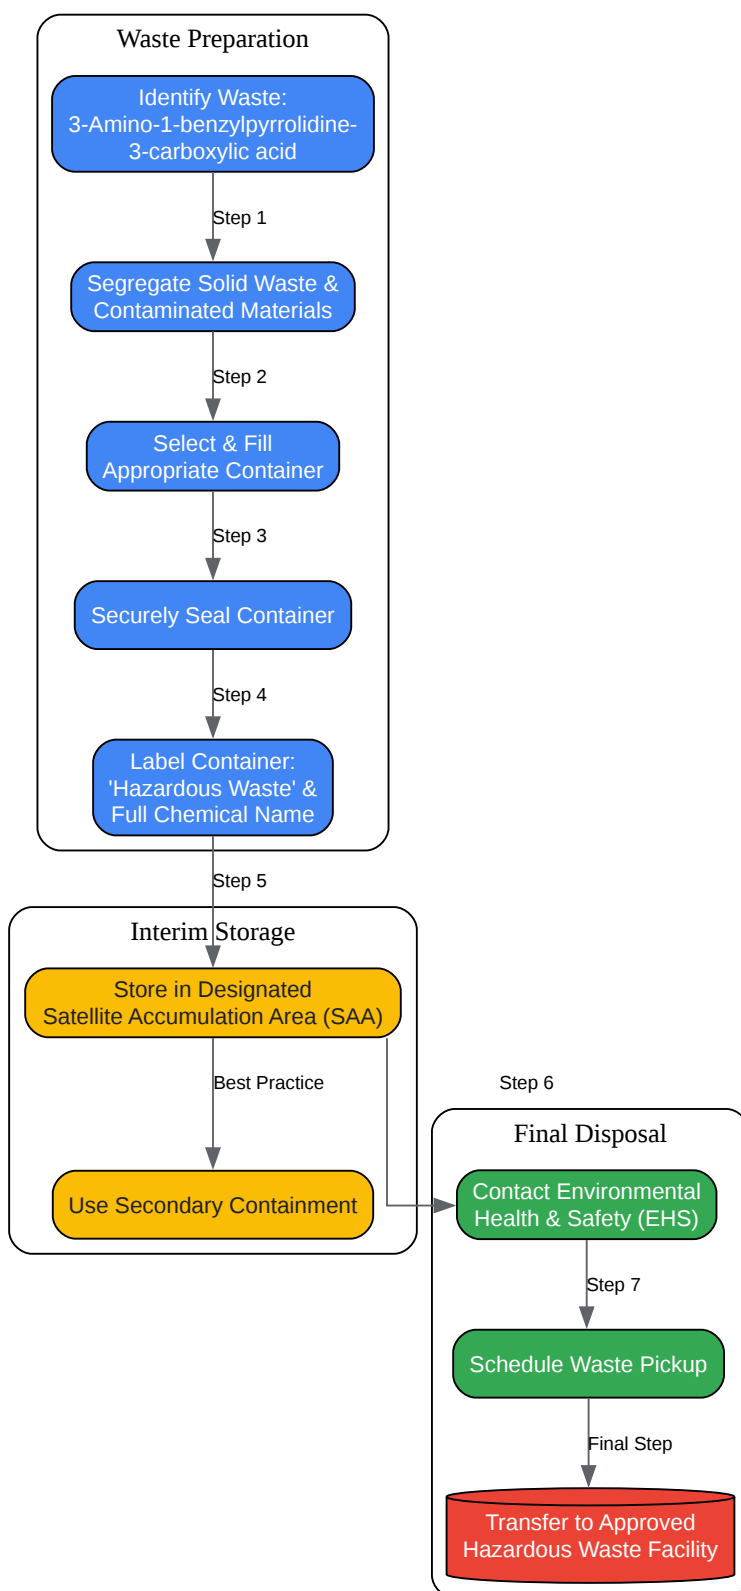 Waste Preparation
Identify Waste:
3-Amino-1-benzylpyrrolidine-
3-carboxylic acid
Step 1
Segregate Solid Waste &
Contaminated Materials
Step 2
Select & Fill
Appropriate Container
Step 3
Securely Seal Container
Step 4
Label Container:
'Hazardous Waste' &
Full Chemical Name
Step 5
Interim Storage
Store in Designated
Satellite Accumulation Area (SAA)
Best Practice
Use Secondary Containment
Step 6
Final Disposal
Contact Environmental
Health & Safety (EHS)
Step 7
Schedule Waste Pickup
Final Step
Transfer to Approved
Hazardous Waste Facility